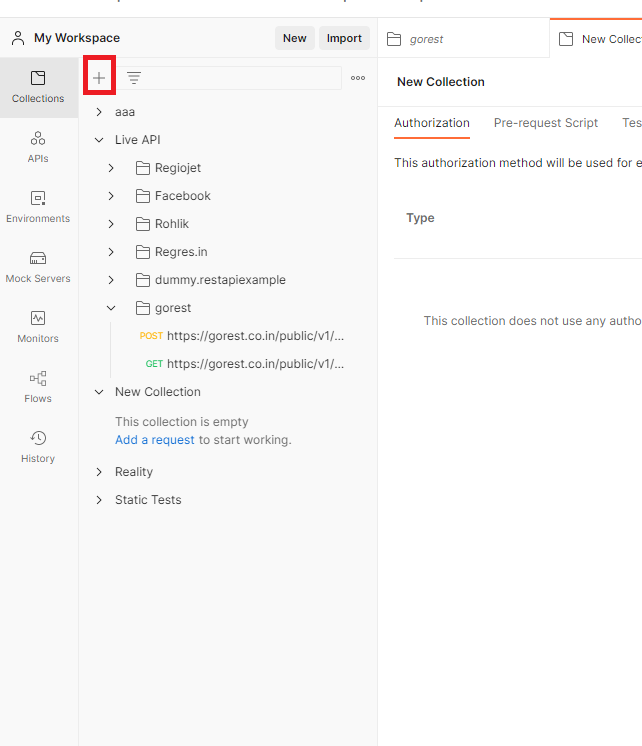 My Workspace
New
Import
gorest
New Collec
Collections
APIs
Environments
Mock Servers
Monitors
Flows
History
aaa
Live API
Regiojet
Facebook
Rohlik
Regres.in
dummy.restapiexample
gorest
POST https://gorest.co.in/public/v1/...
GET https://gorest.co.in/public/v1/...
New Collection
This collection is empty
Add a request to start working.
Reality
Static Tests
New Collection
Authorization
Pre-request Script
Tes
This authorization method will be used for e
Type
This collection does not use any autho